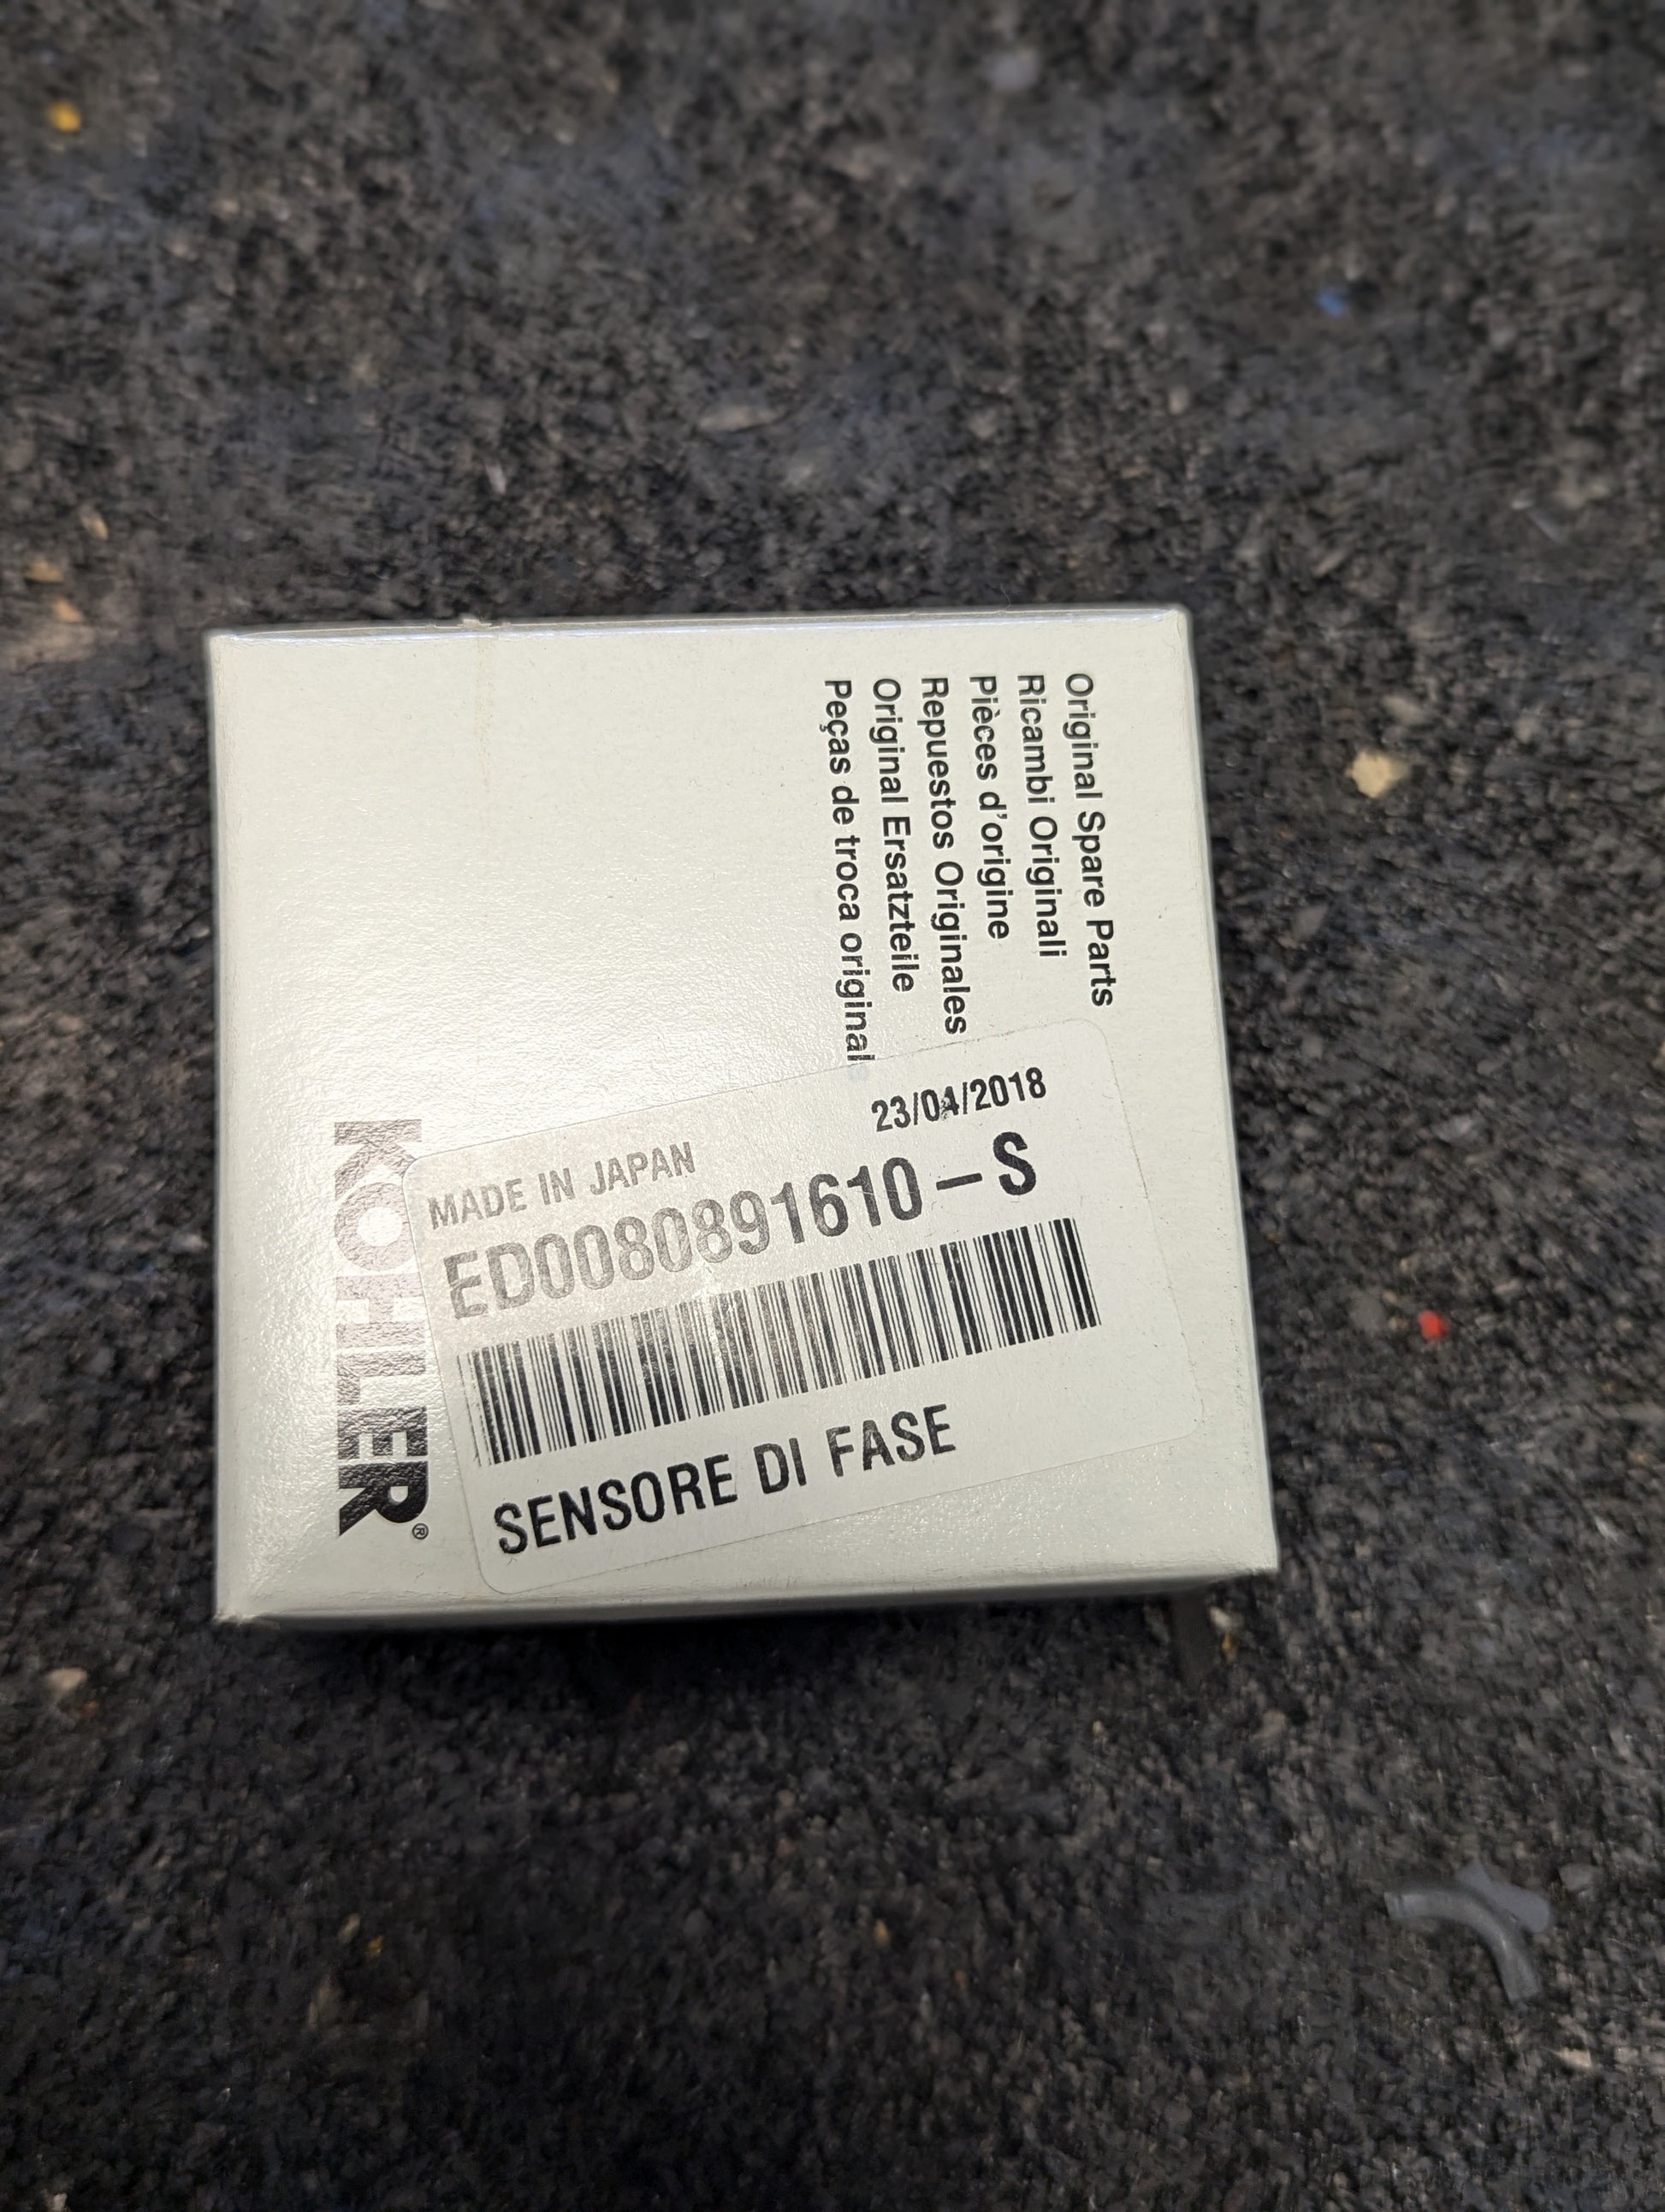 Original Spare Parts
Ricambi Originali
Pièces d'origine
Repuestos Originales
Original Ersatzteile
Peças de troca original
KOHLER®
23/04/2018
MADE IN JAPAN
ED0080891610-S
SENSORE DI FASE